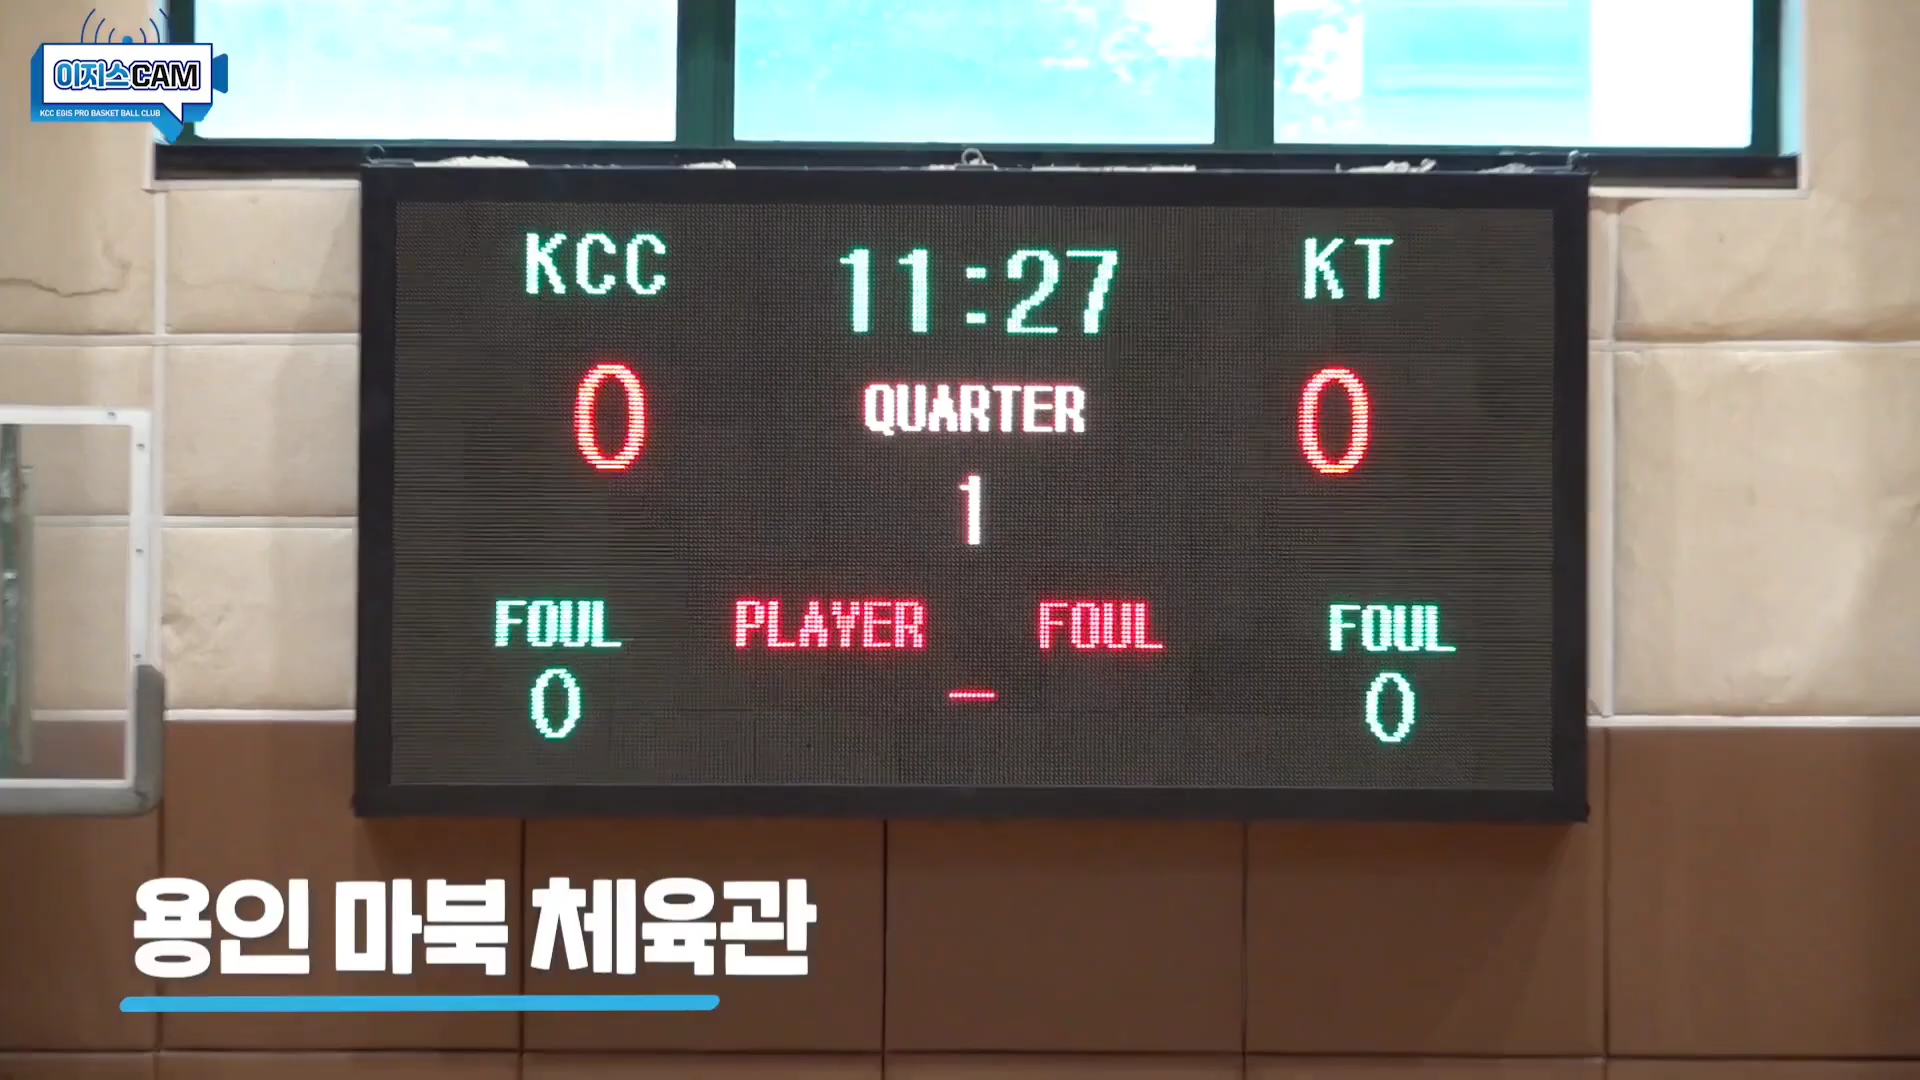 이지스CAM
KCC EGIS PRO BASKET BALL CLUB
KCC 11:27 KT
0 QUARTER 0
1
FOUL PLAYER FOUL FOUL
0 – 0
용인 마북 체육관